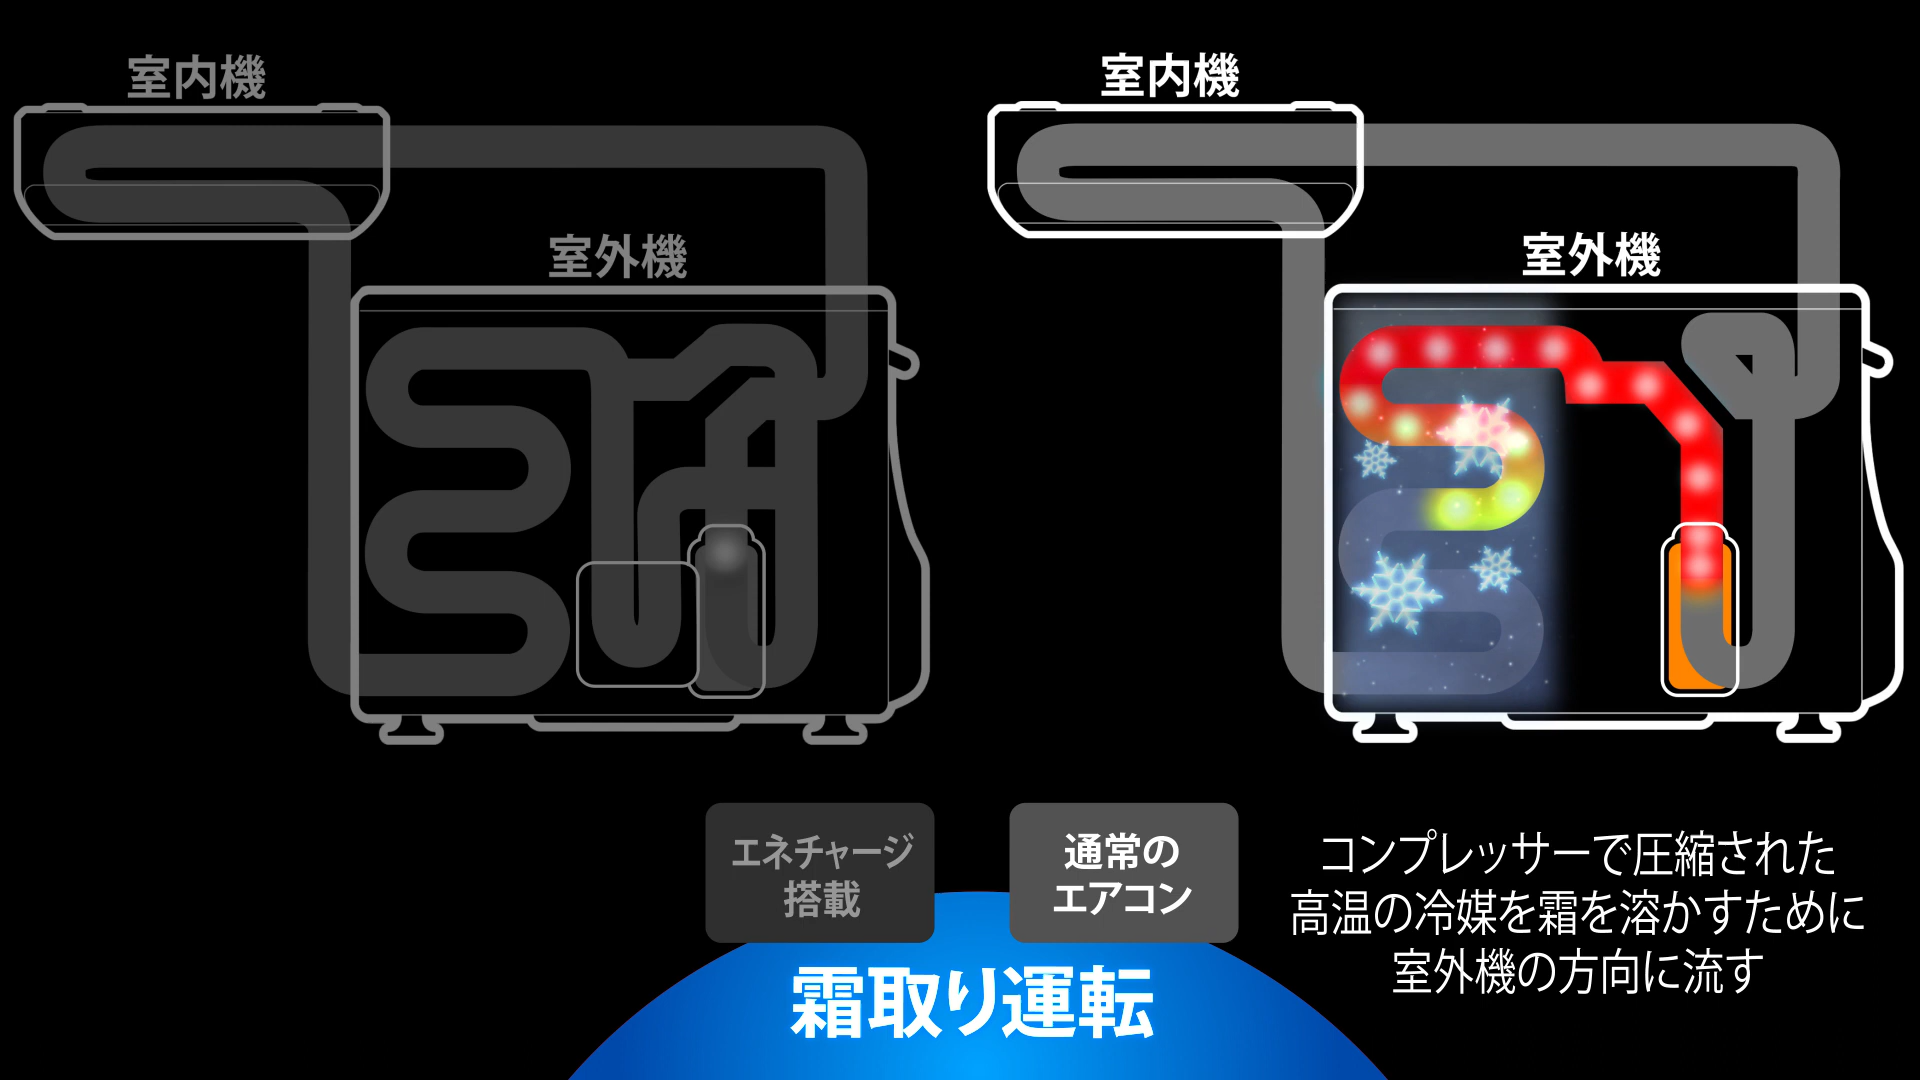 室内機
室外機
室内機
室外機
エネチャージ
搭載
通常の
エアコン
コンプレッサーで圧縮された
高温の冷媒を霜を溶かすために
室外機の方向に流す
霜取り運転